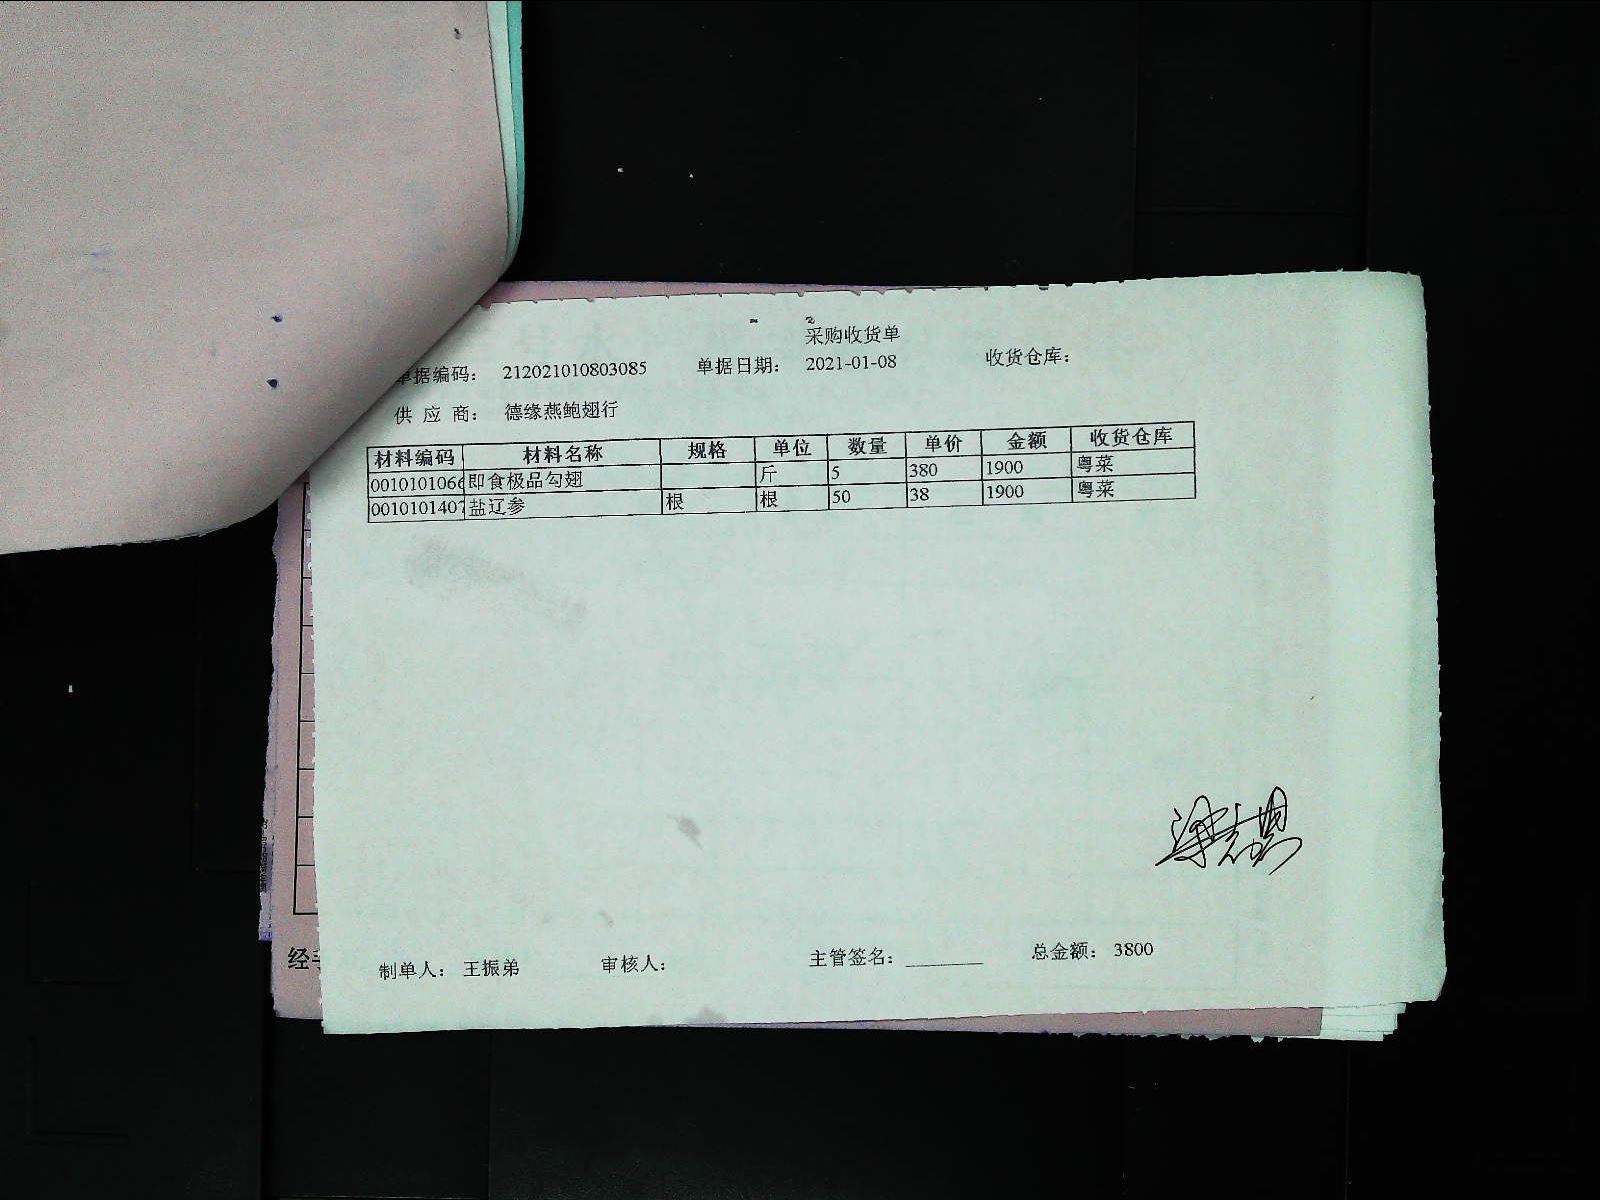 采购收货单
单据编码： 212021010803085 单据日期： 2021-01-08 收货仓库：
供 应 商： 德缘燕鲍翅行
材料编码 材料名称 规格 单位 数量 单价 金额 收货仓库
0010101066 即食极品勾翅 斤 5 380 1900 粤菜
0010101407 盐辽参 根 根 50 38 1900 粤菜
制单人： 王振弟 审核人： 主管签名： 总金额： 3800
经手